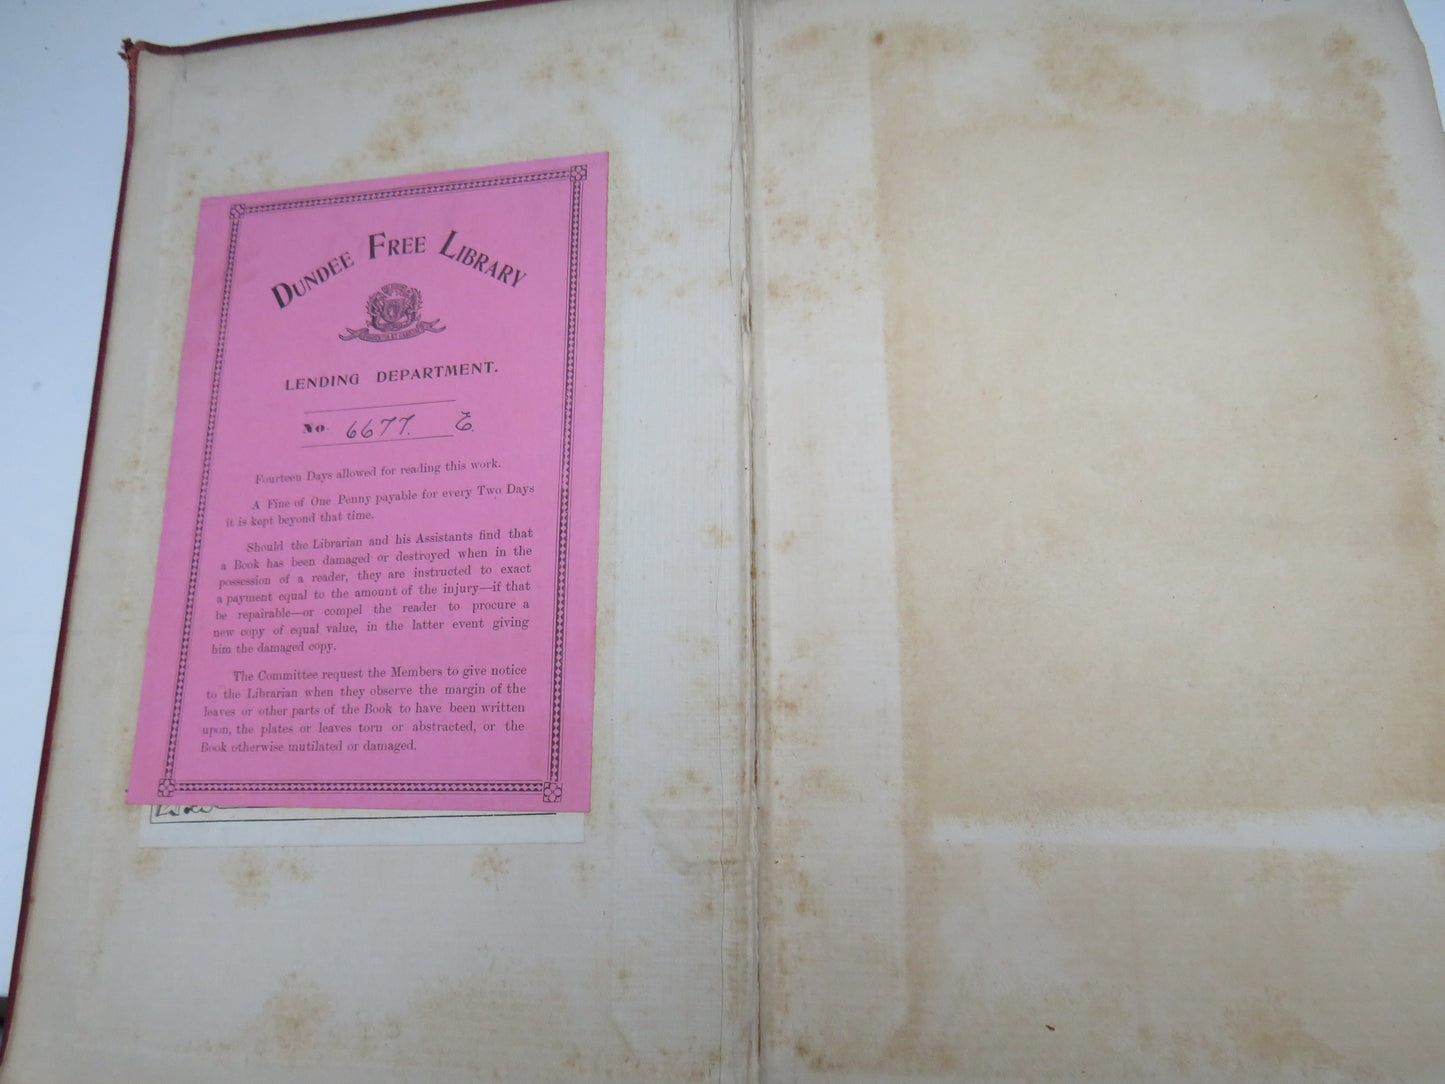 DUNDEE FREE LIBRARY
LENDING DEPARTMENT.
No. 6677. E.
Fourteen Days allowed for reading this work.
A Fine of One Penny payable for every Two Days
it is kept beyond that time.
Should the Librarian and his Assistants find that
a Book has been damaged or destroyed when in the
possession of a reader, they are instructed to exact
a payment equal to the amount of the injury—if that
be repairable—or compel the reader to procure a
new copy of equal value, in the latter event giving
him the damaged copy.
The Committee request the Members to give notice
to the Librarian when they observe the margin of the
leaves or other parts of the Book to have been written
upon, the plates or leaves torn or abstracted, or the
Book otherwise mutilated or damaged.